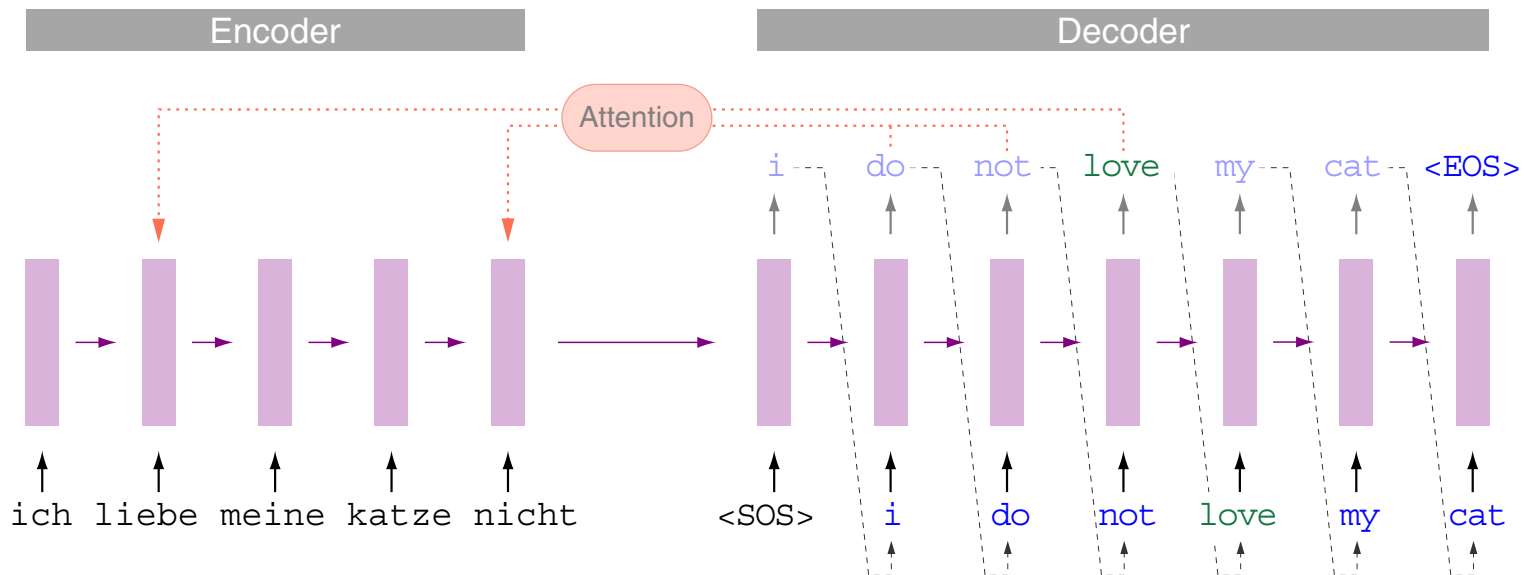 Encoder Decoder
Attention
i do not love my cat <EOS>
ich liebe meine katze nicht <SOS> i do not love my cat